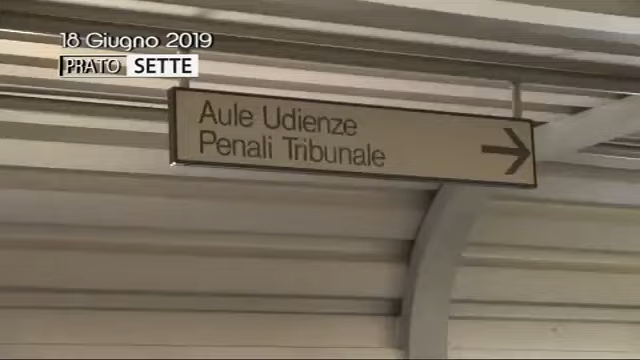 18 Giugno 2019
PRATO SETTE
Aule Udienze
Penali Tribunale